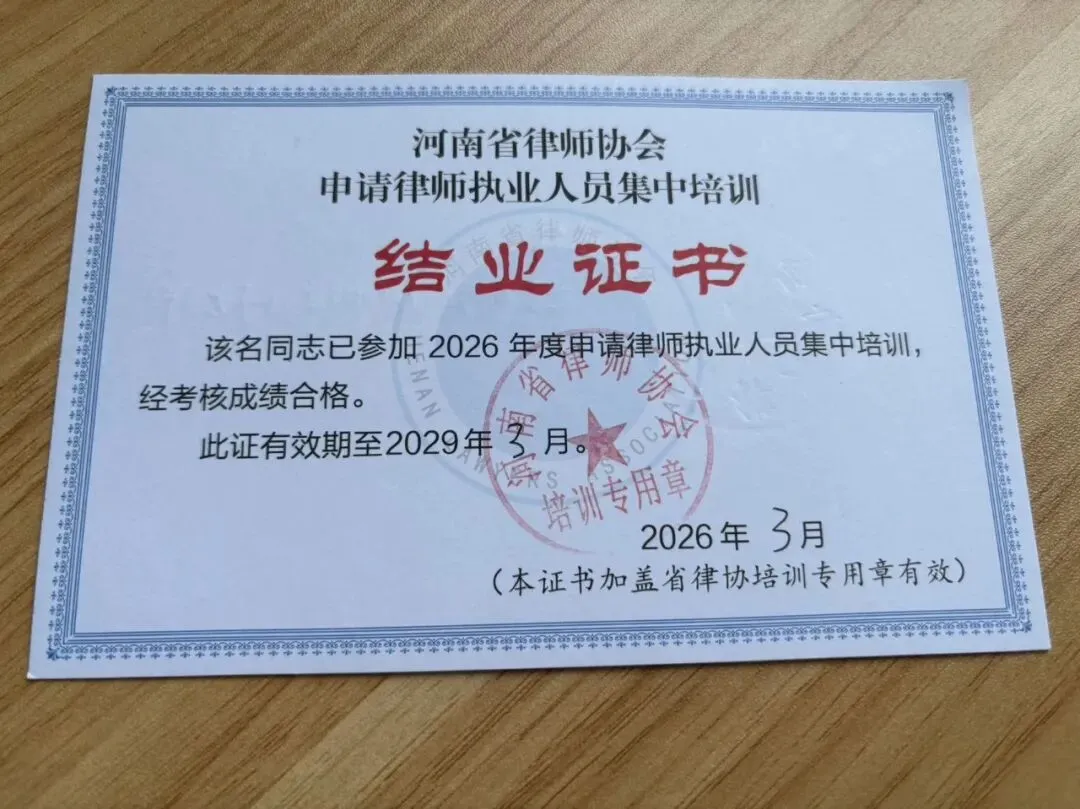 河南省律师协会
申请律师执业人员集中培训
结业证书
该名同志已参加 2026 年度申请律师执业人员集中培训，
经考核成绩合格。
此证有效期至2029年 3 月。
河南省律师协会
培训专用章
2026年 3月
（本证书加盖省律协培训专用章有效）